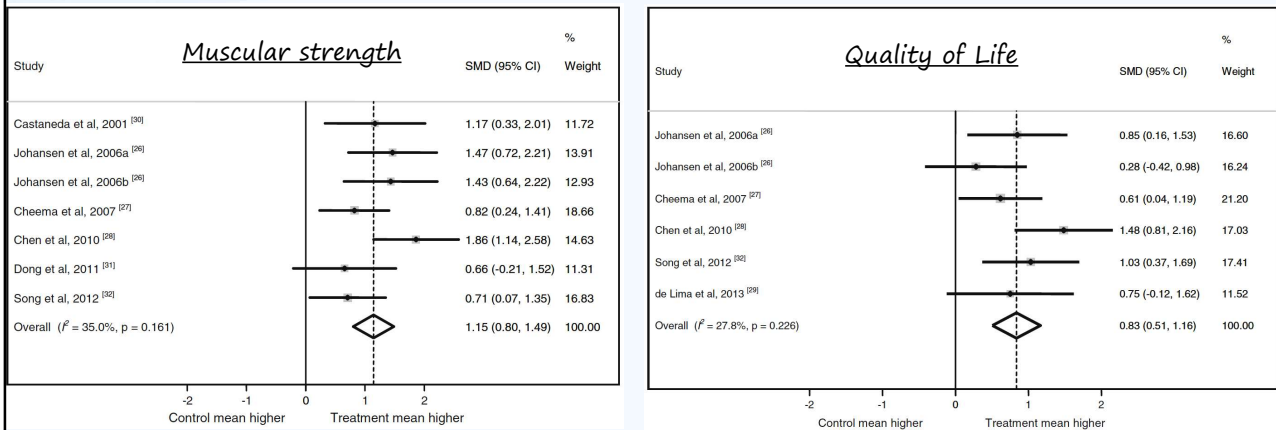 Muscular strength
%
Study SMD (95% CI) Weight
Castaneda et al, 2001 [30] 1.17 (0.33, 2.01) 11.72
Johansen et al, 2006a [26] 1.47 (0.72, 2.21) 13.91
Johansen et al, 2006b [26] 1.43 (0.64, 2.22) 12.93
Cheema et al, 2007 [27] 0.82 (0.24, 1.41) 18.66
Chen et al, 2010 [28] 1.86 (1.14, 2.58) 14.63
Dong et al, 2011 [31] 0.66 (-0.21, 1.52) 11.31
Song et al, 2012 [32] 0.71 (0.07, 1.35) 16.83
Overall (I² = 35.0%, p = 0.161) 1.15 (0.80, 1.49) 100.00
-2 -1 0 1 2
Control mean higher Treatment mean higher
Quality of Life
%
Study SMD (95% CI) Weight
Johansen et al, 2006a [26] 0.85 (0.16, 1.53) 16.60
Johansen et al, 2006b [26] 0.28 (-0.42, 0.98) 16.24
Cheema et al, 2007 [27] 0.61 (0.04, 1.19) 21.20
Chen et al, 2010 [28] 1.48 (0.81, 2.16) 17.03
Song et al, 2012 [32] 1.03 (0.37, 1.69) 17.41
de Lima et al, 2013 [29] 0.75 (-0.12, 1.62) 11.52
Overall (I² = 27.8%, p = 0.226) 0.83 (0.51, 1.16) 100.00
-2 -1 0 1 2
Control mean higher Treatment mean higher